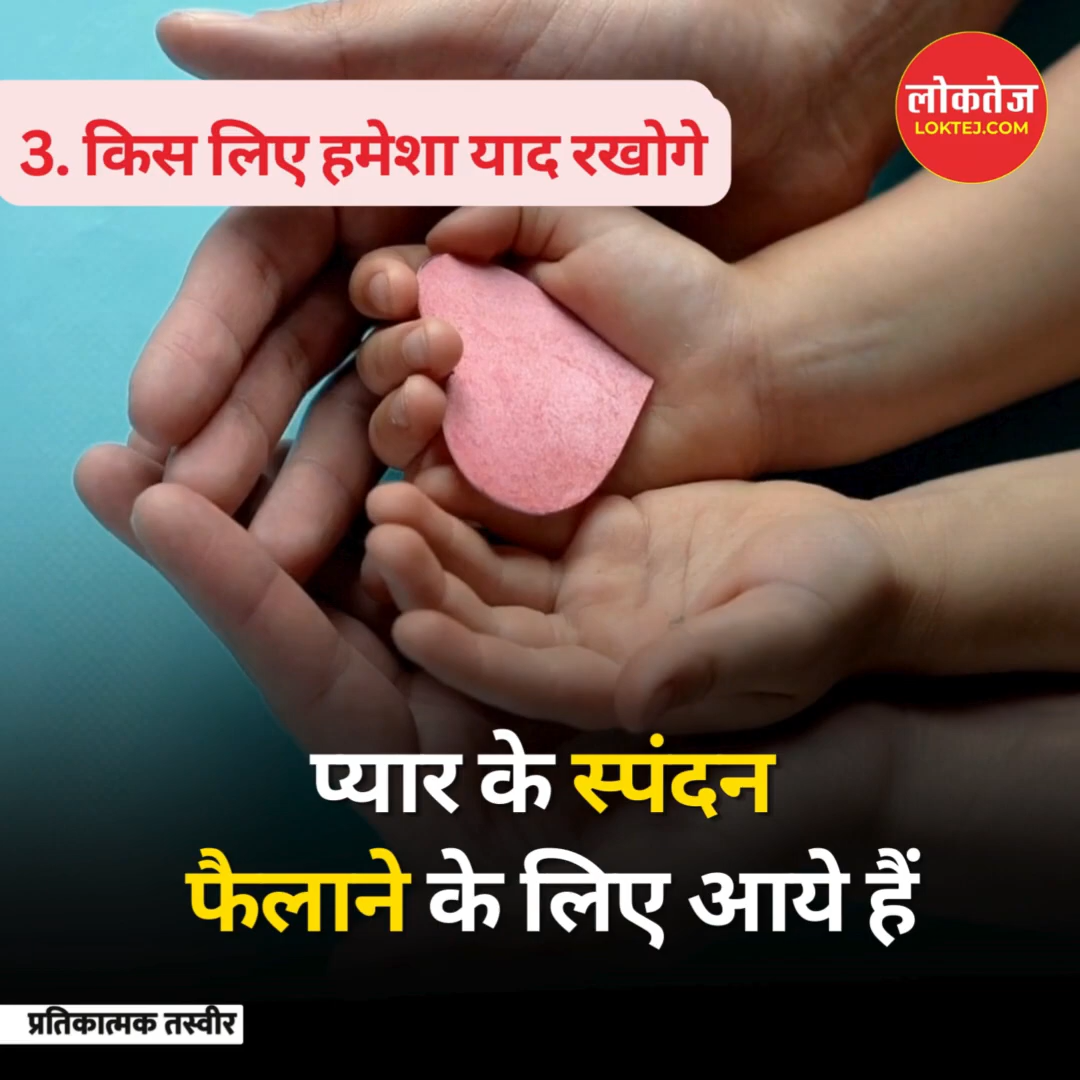 लोकतेज
LOKTEJ.COM
3. किस लिए हमेशा याद रखोगे
प्यार के स्पंदन
फैलाने के लिए आये हैं
प्रतिकात्मक तस्वीर